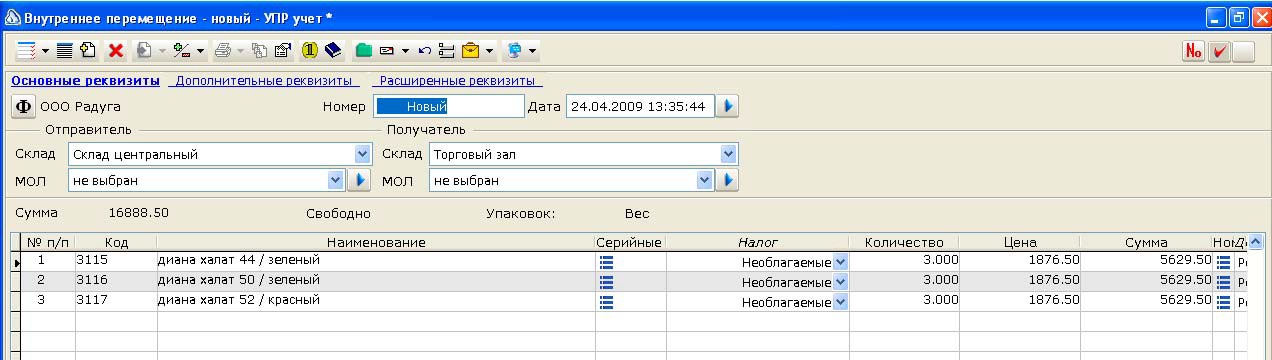 Внутреннее перемещение - новый - УПР учет *
No
Основные реквизиты Дополнительные реквизиты Расширенные реквизиты
Ф ООО Радуга Номер Новый Дата 24.04.2009 13:35:44
Отправитель Получатель
Склад Склад центральный Склад Торговый зал
МОЛ не выбран МОЛ не выбран
Сумма 16888.50 Свободно Упаковок: Вес
№ п/п Код Наименование Серийные Налог Количество Цена Сумма
1 3115 диана халат 44 / зеленый Необлагаемые 3.000 1876.50 5629.50
2 3116 диана халат 50 / зеленый Необлагаемые 3.000 1876.50 5629.50
3 3117 диана халат 52 / красный Необлагаемые 3.000 1876.50 5629.50